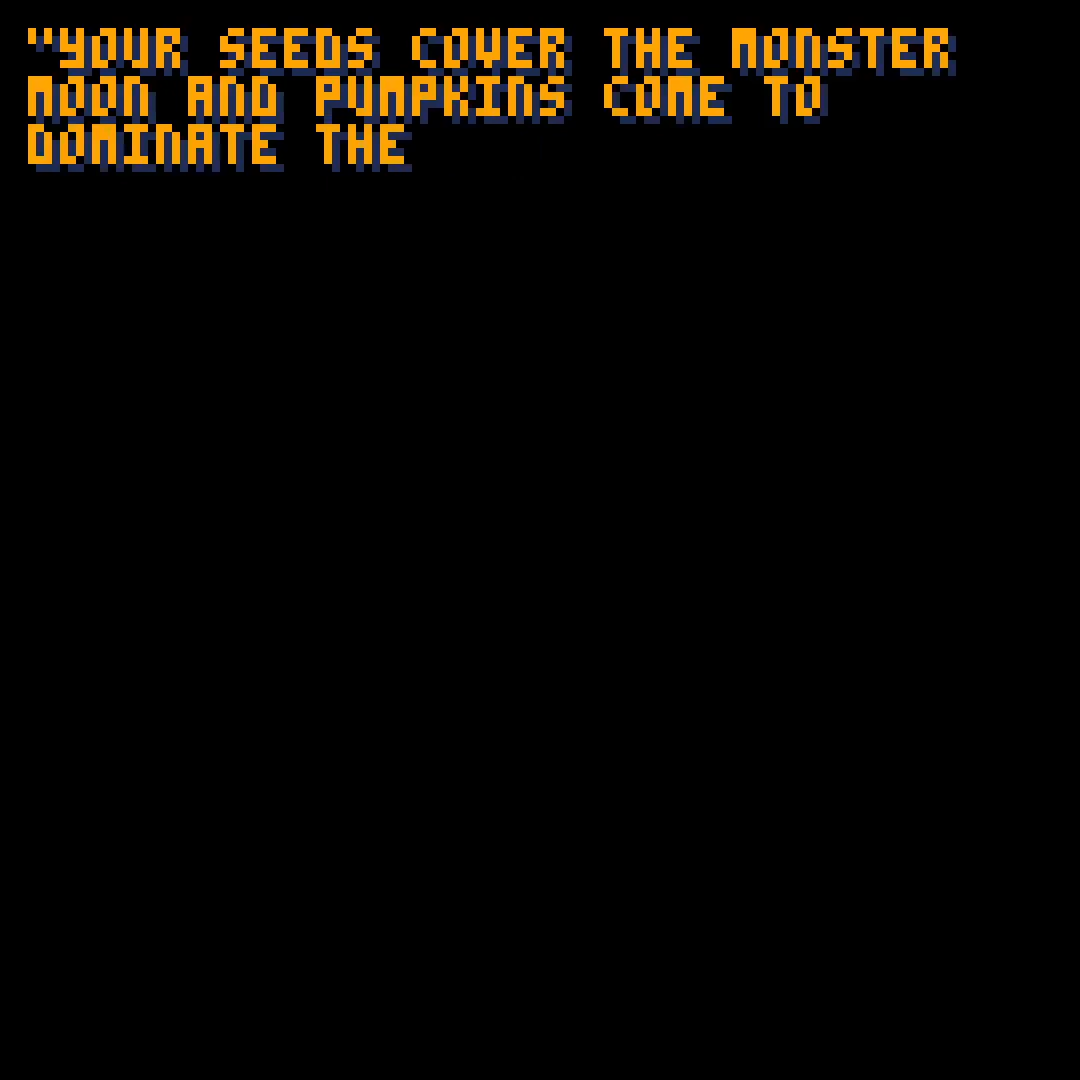 "YOUR SEEDS COVER THE MONSTER
MOON AND PUMPKINS COME TO
DOMINATE THE